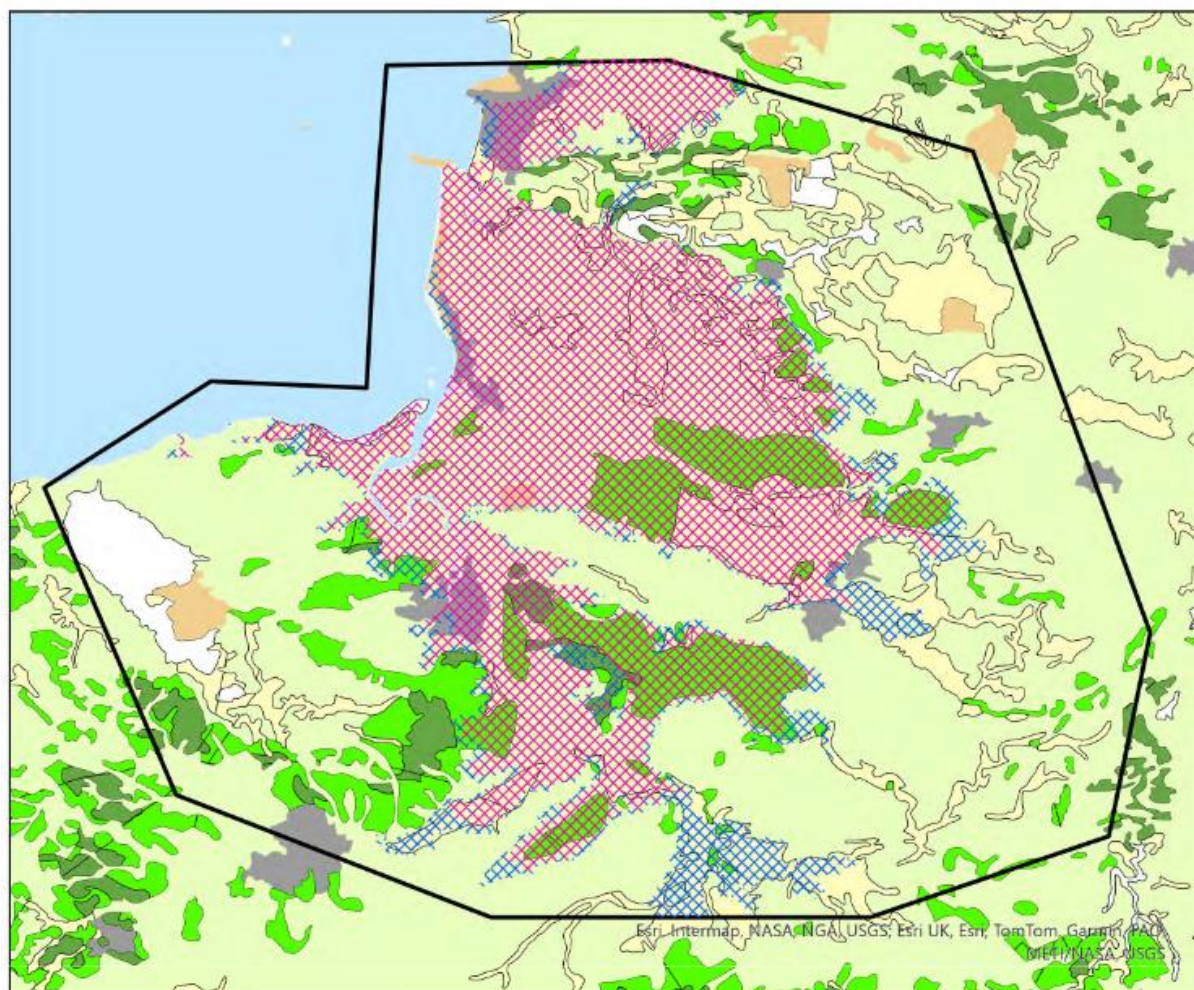 Esri, Intermap, NASA, NGA, USGS; Esri UK, Esri, TomTom, Garmin, FAO,
METI/NASA, USGS